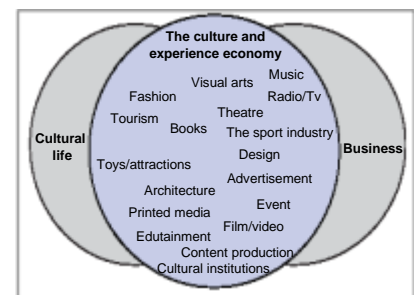 The culture and
experience economy
Music
Visual arts
Fashion
Radio/Tv
Theatre
Tourism
Books
The sport industry
Cultural
life
Design
Business
Toys/attractions
Advertisement
Architecture
Event
Printed media
Film/video
Edutainment
Content production
Cultural institutions